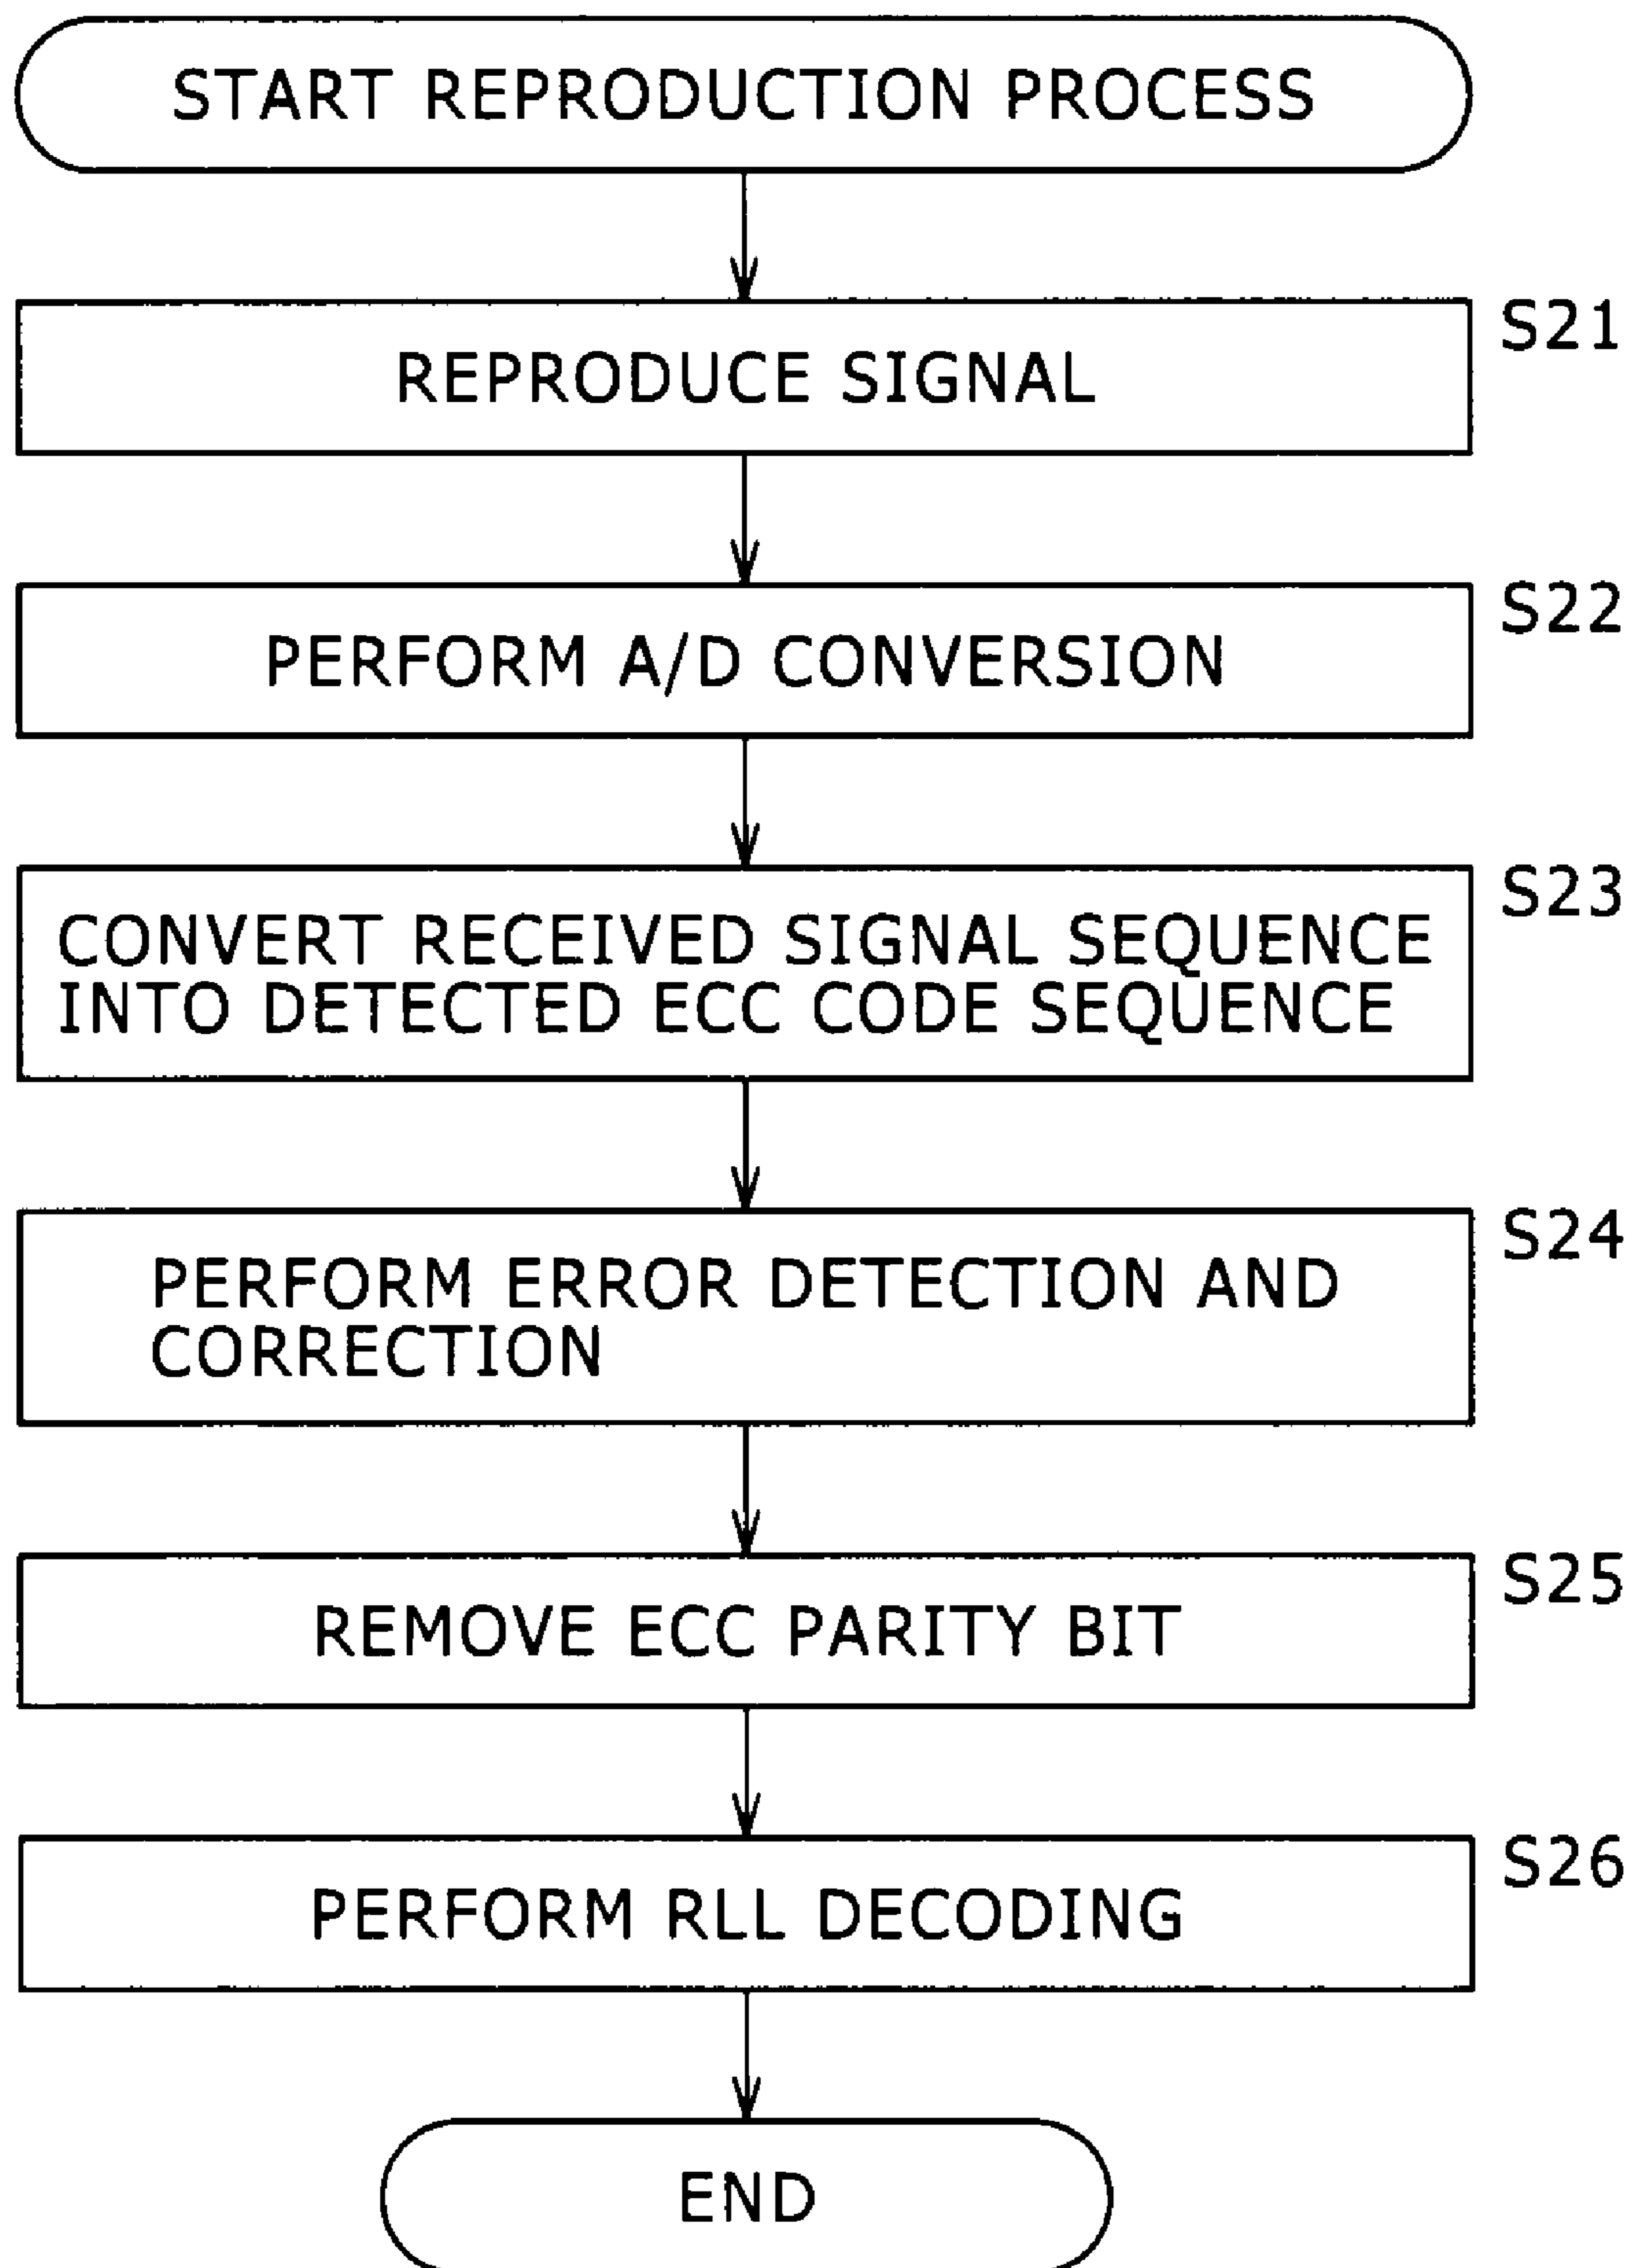 START REPRODUCTION PROCESS
S21
REPRODUCE SIGNAL
S22
PERFORM A/D CONVERSION
S23
CONVERT RECEIVED SIGNAL SEQUENCE
INTO DETECTED ECC CODE SEQUENCE
S24
PERFORM ERROR DETECTION AND
CORRECTION
S25
REMOVE ECC PARITY BIT
S26
PERFORM RLL DECODING
END